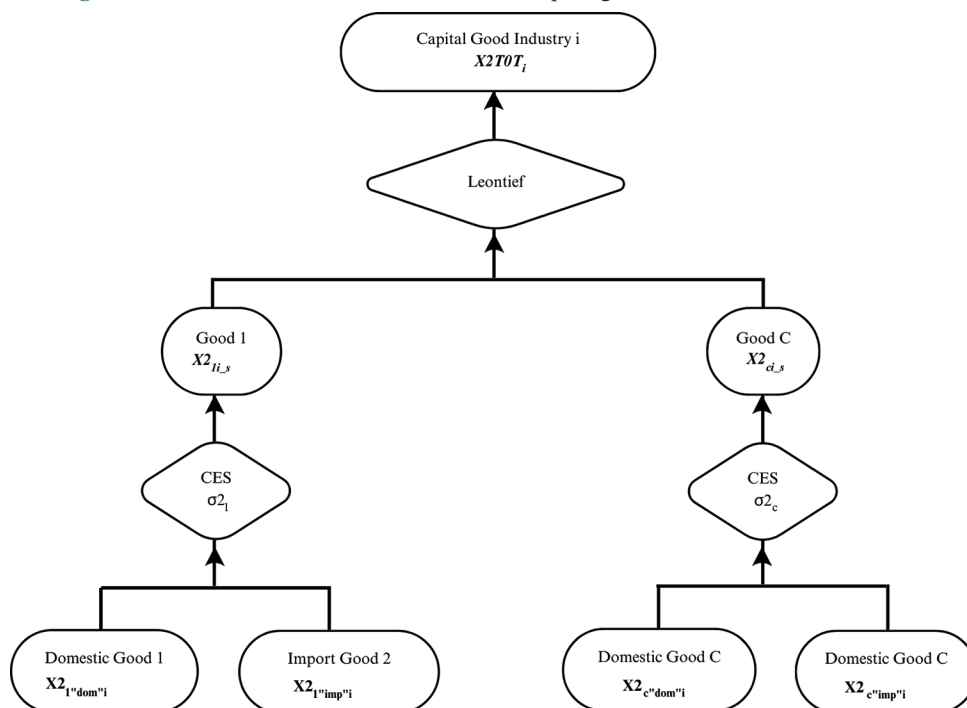 Capital Good Industry i
X2T0T_i
Leontief
Good 1
X2_1i_s
Good C
X2_ci_s
CES
σ2_1
CES
σ2_c
Domestic Good 1
X2_1"dom"i
Import Good 2
X2_1"imp"i
Domestic Good C
X2_c"dom"i
Domestic Good C
X2_c"imp"i